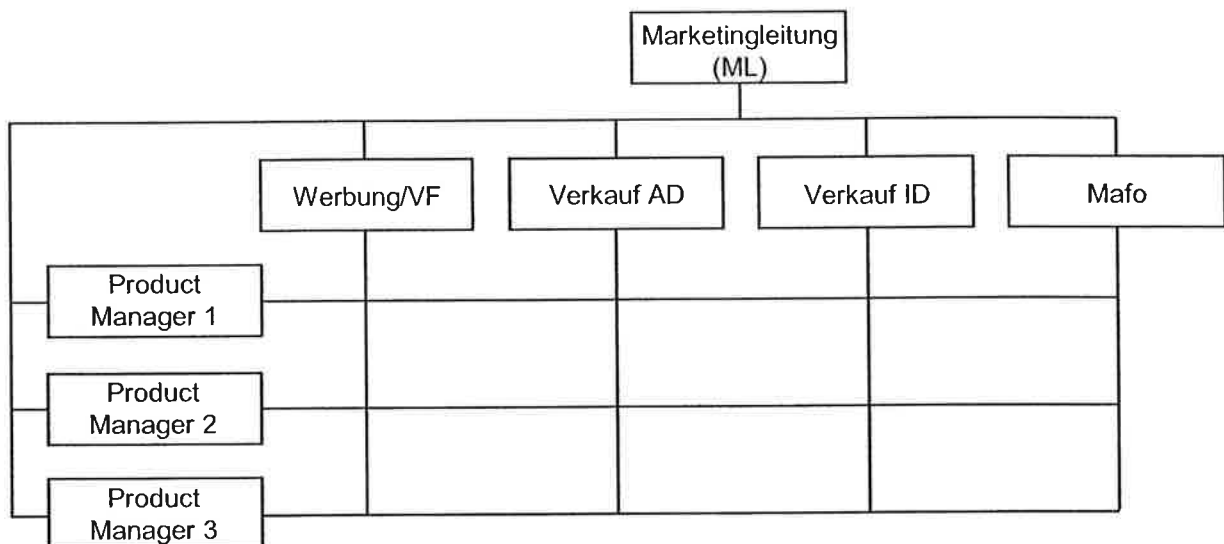 Marketingleitung
(ML)
Werbung/VF
Verkauf AD
Verkauf ID
Mafo
Product
Manager 1
Product
Manager 2
Product
Manager 3